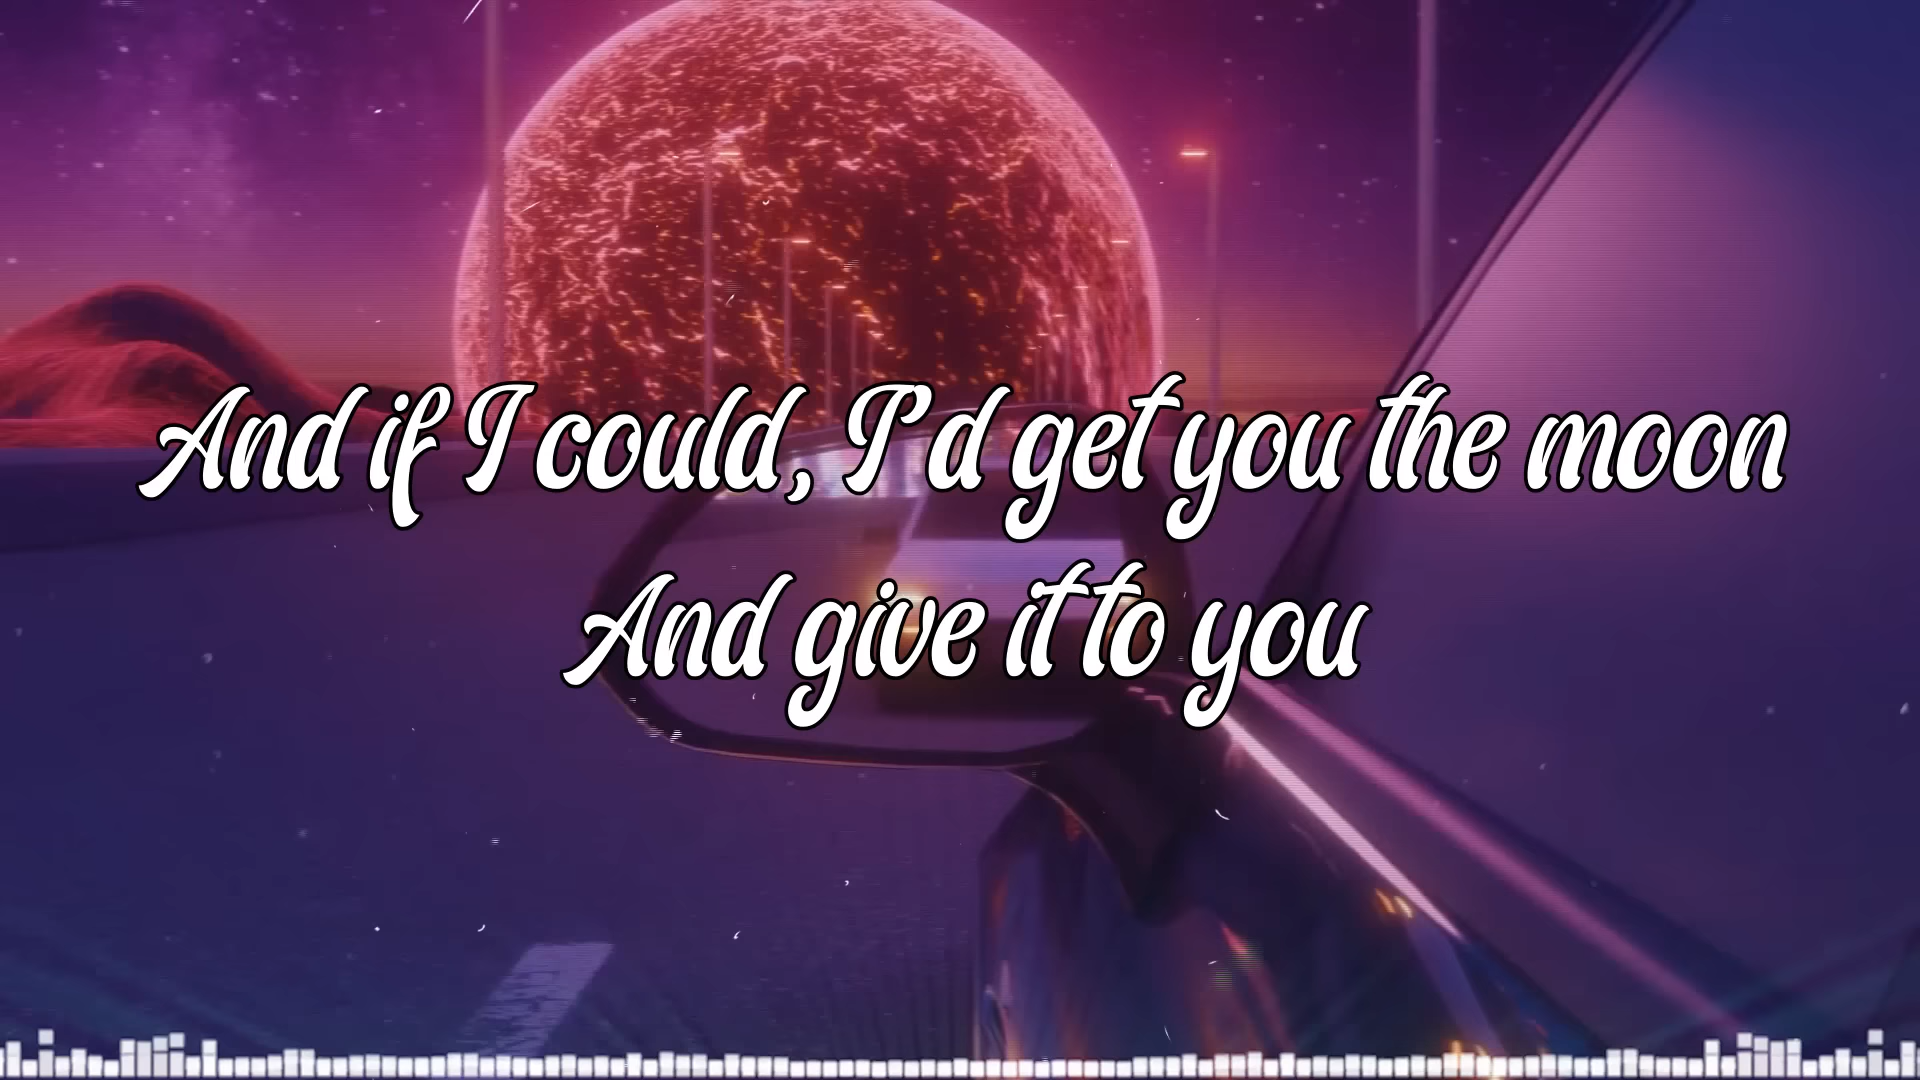 And if I could, I'd get you the moon
And give it to you